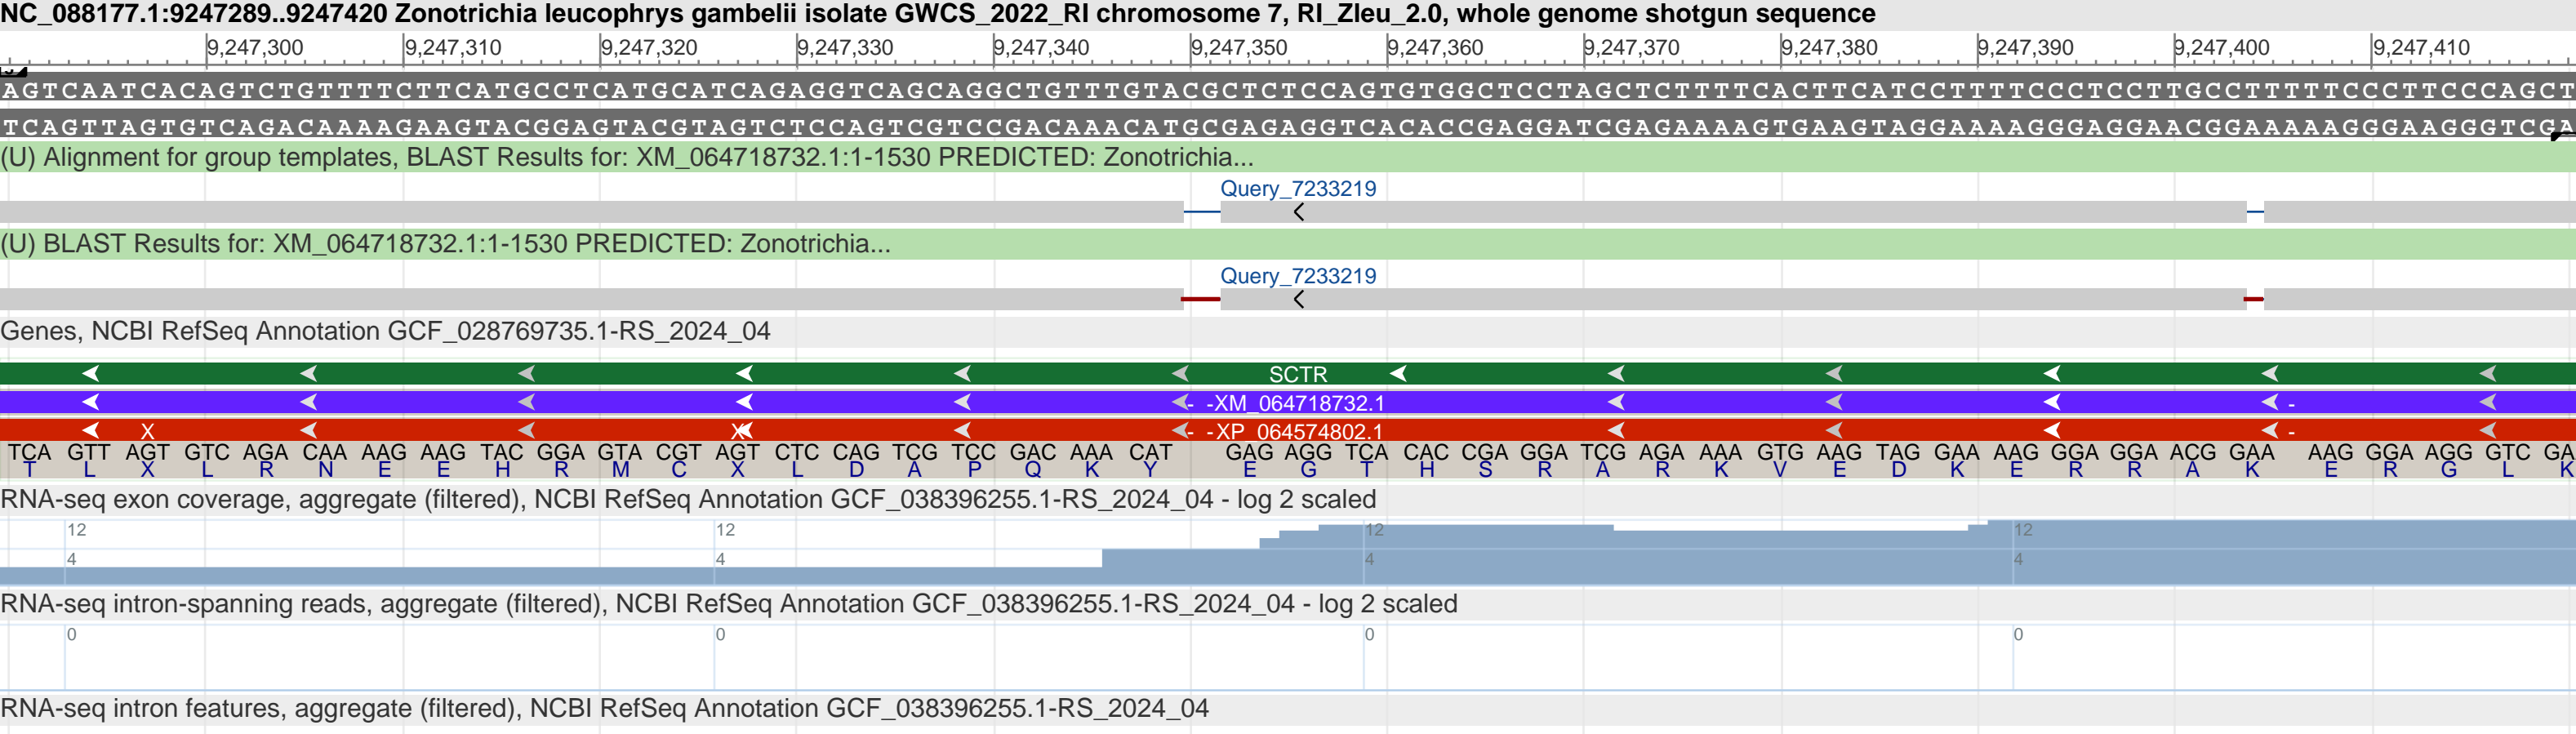 NC_088177.1:9247289..9247420 Zonotrichia leucophrys gambelii isolate GWCS_2022_RI chromosome 7, RI_Zleu_2.0, whole genome shotgun sequence
9,247,300 9,247,310 9,247,320 9,247,330 9,247,340 9,247,350 9,247,360 9,247,370 9,247,380 9,247,390 9,247,400 9,247,410
AGTCAATCACAGTCTGTTTTCTTCATGCCTCATGCATCAGAGGTCAGCAGGCTGTTTGTACGCTCTCCAGTGTGGCTCCTAGCTCTTTTCACTTCATCCTTTTCCCTCCTTGCCTTTTTCCCTTCCCAGCT
TCAGTTAGTGTCAGACAAAAGAAGTACGGAGTACGTAGTCTCCAGTCGTCCGACAAACATGCGAGAGGTCACACCGAGGATCGAGAAAAGTGAAGTAGGAAAAGGGAGGAACGGAAAAAGGGAAGGGTCGA
(U) Alignment for group templates, BLAST Results for: XM_064718732.1:1-1530 PREDICTED: Zonotrichia...
Query_7233219
(U) BLAST Results for: XM_064718732.1:1-1530 PREDICTED: Zonotrichia...
Query_7233219
Genes, NCBI RefSeq Annotation GCF_028769735.1-RS_2024_04
SCTR
- -XM_064718732.1 -
X X - -XP_064574802.1 -
TCA GTT AGT GTC AGA CAA AAG AAG TAC GGA GTA CGT AGT CTC CAG TCG TCC GAC AAA CAT GAG AGG TCA CAC CGA GGA TCG AGA AAA GTG AAG TAG GAA AAG GGA GGA ACG GAA AAG GGA AGG GTC GA
T L X L R N E E H R M C X L D A P Q K Y E G T H S R A R K V E D K E R R A K E R G L K
RNA-seq exon coverage, aggregate (filtered), NCBI RefSeq Annotation GCF_038396255.1-RS_2024_04 - log 2 scaled
12 12 12 12
4 4 4 4
RNA-seq intron-spanning reads, aggregate (filtered), NCBI RefSeq Annotation GCF_038396255.1-RS_2024_04 - log 2 scaled
0 0 0 0
RNA-seq intron features, aggregate (filtered), NCBI RefSeq Annotation GCF_038396255.1-RS_2024_04